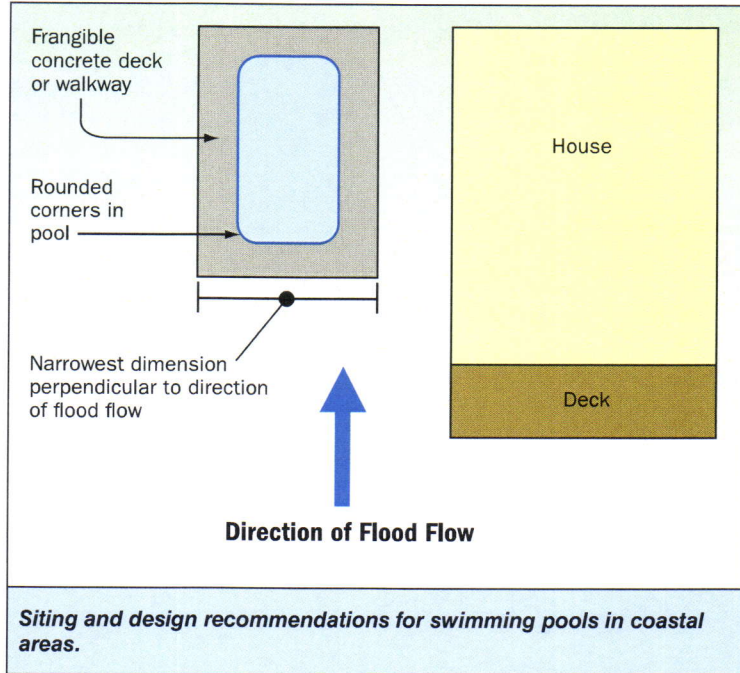 Frangible
concrete deck
or walkway
House
Rounded
corners in
pool
Narrowest dimension
perpendicular to direction
of flood flow
Deck
Direction of Flood Flow
Siting and design recommendations for swimming pools in coastal
areas.